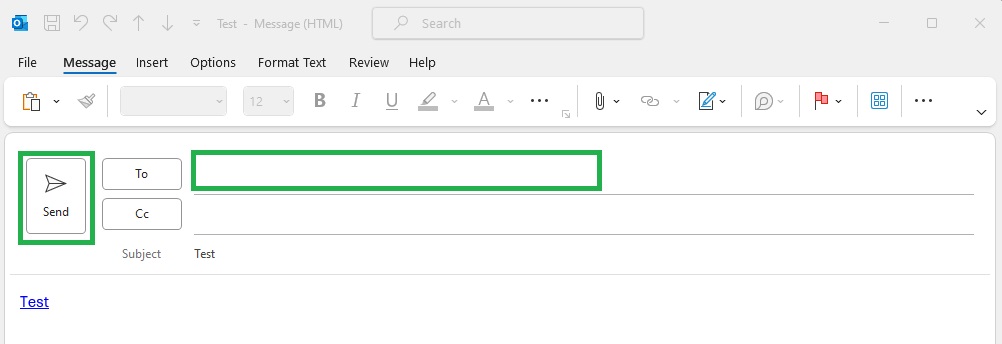 Test - Message (HTML)
Search
File Message Insert Options Format Text Review Help
12 B I U A
To
Send
Cc
Subject Test
Test